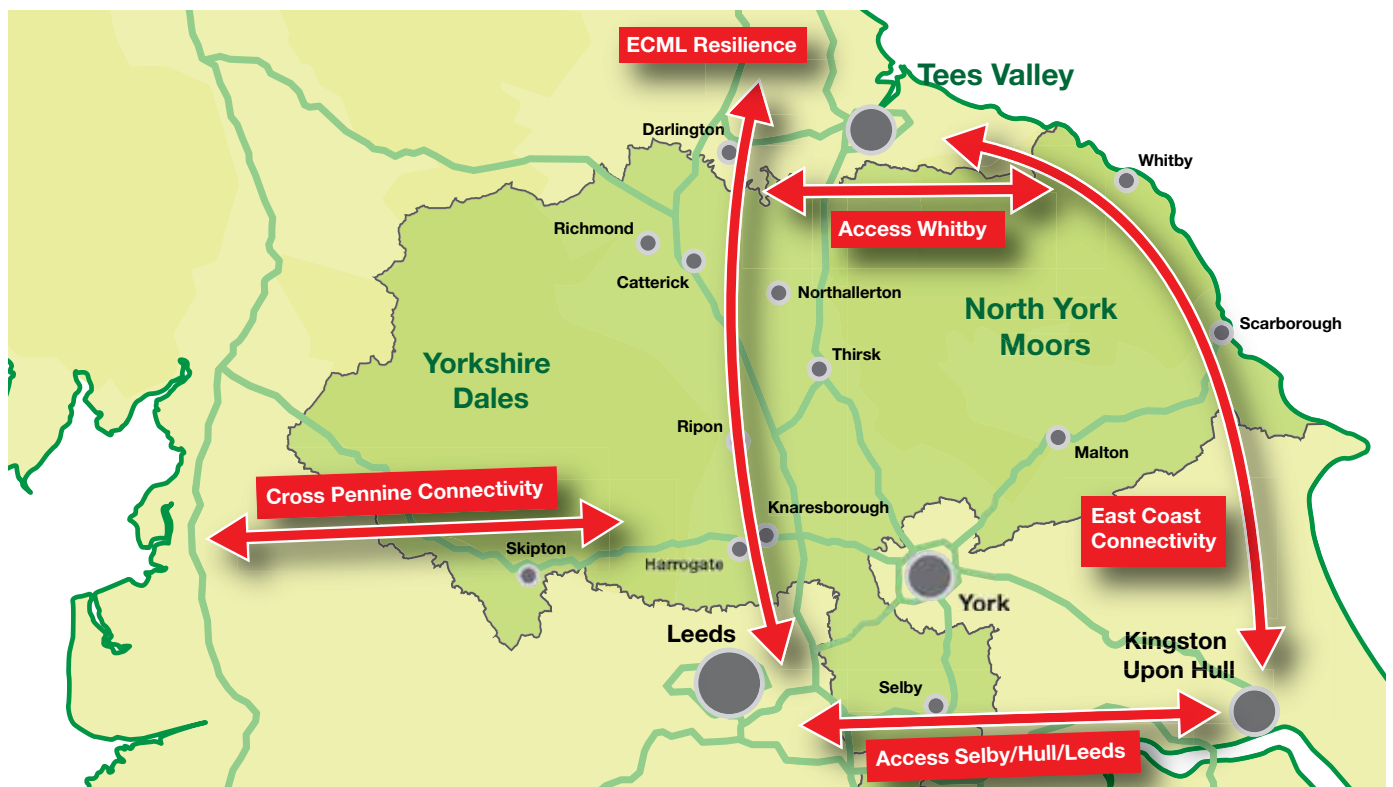 ECML Resilience
Tees Valley
Darlington
Whitby
Access Whitby
Richmond
Catterick
Northallerton
North York
Moors
Scarborough
Thirsk
Yorkshire
Dales
Ripon
Malton
Cross Pennine Connectivity
Knaresborough
East Coast
Connectivity
Skipton
Harrogate
York
Leeds
Kingston
Upon Hull
Selby
Access Selby/Hull/Leeds